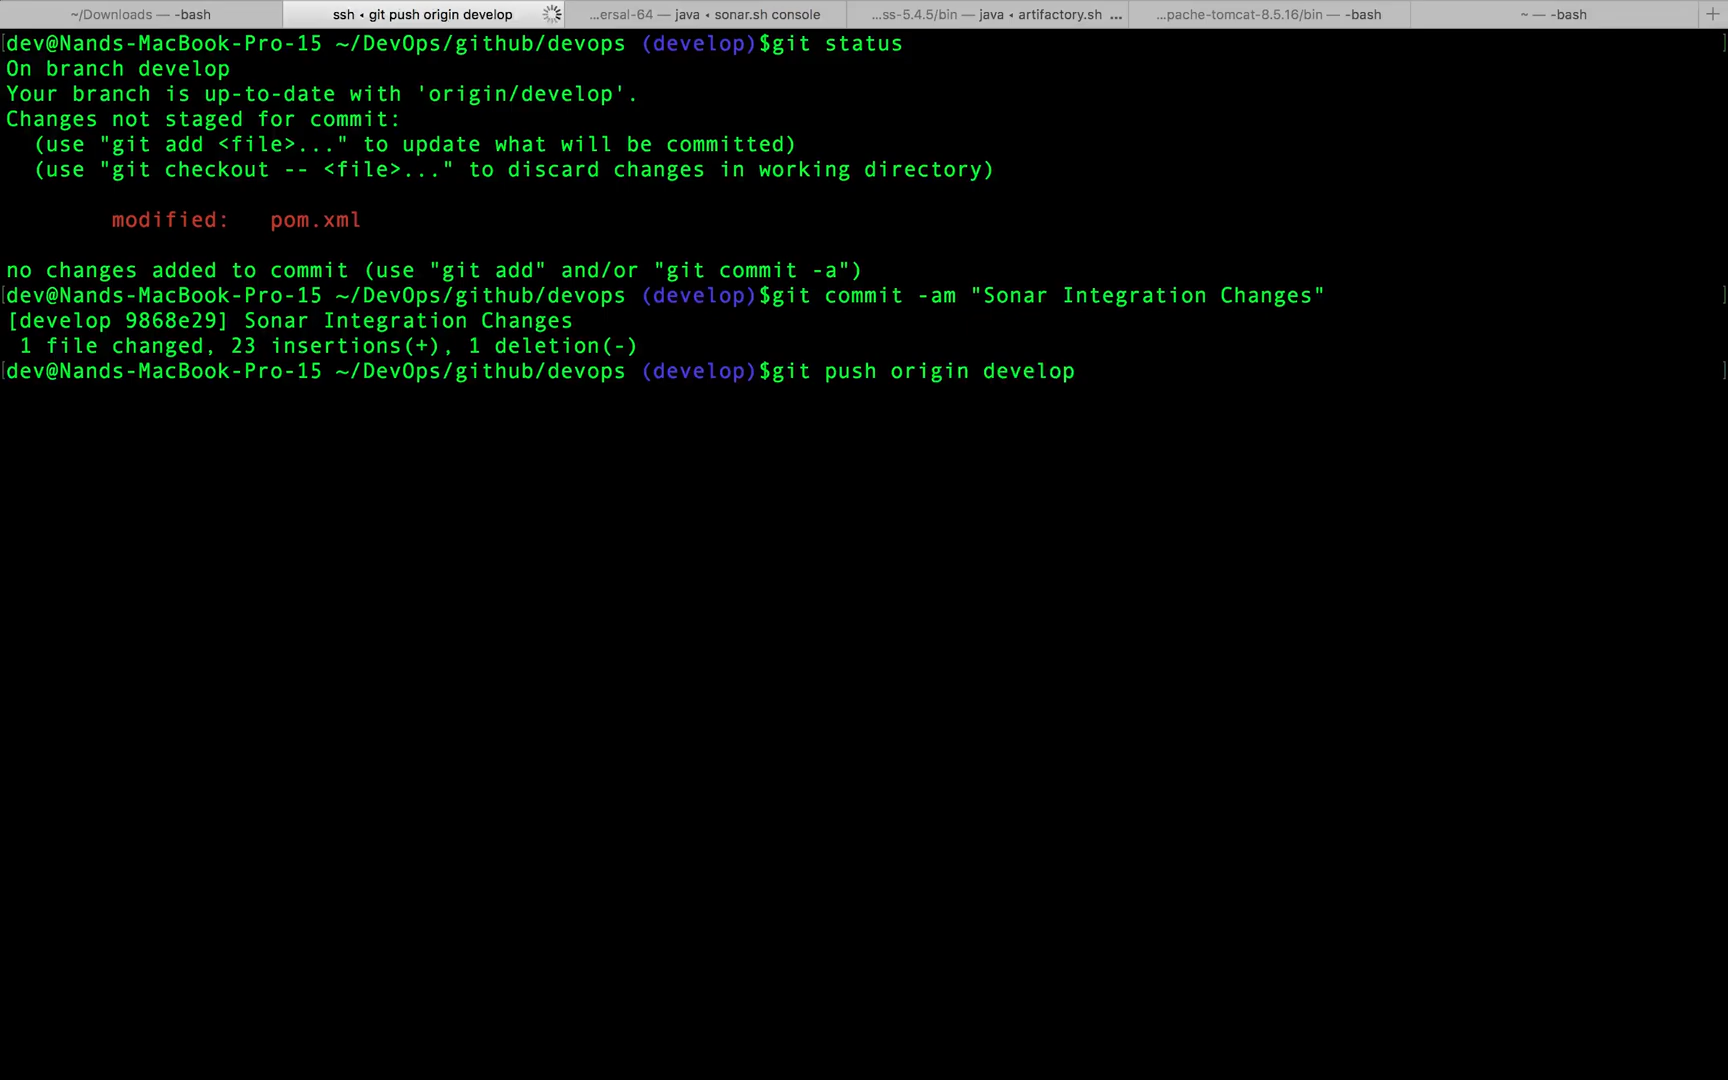 ~/Downloads — -bash
ssh ◂ git push origin develop
...ersal-64 — java ◂ sonar.sh console
...ss-5.4.5/bin — java ◂ artifactory.sh ...
...pache-tomcat-8.5.16/bin — -bash
~ — -bash
dev@Nands-MacBook-Pro-15 ~/DevOps/github/devops (develop)$git status
On branch develop
Your branch is up-to-date with 'origin/develop'.
Changes not staged for commit:
  (use "git add <file>..." to update what will be committed)
  (use "git checkout -- <file>..." to discard changes in working directory)
        modified:   pom.xml
no changes added to commit (use "git add" and/or "git commit -a")
dev@Nands-MacBook-Pro-15 ~/DevOps/github/devops (develop)$git commit -am "Sonar Integration Changes"
[develop 9868e29] Sonar Integration Changes
 1 file changed, 23 insertions(+), 1 deletion(-)
dev@Nands-MacBook-Pro-15 ~/DevOps/github/devops (develop)$git push origin develop